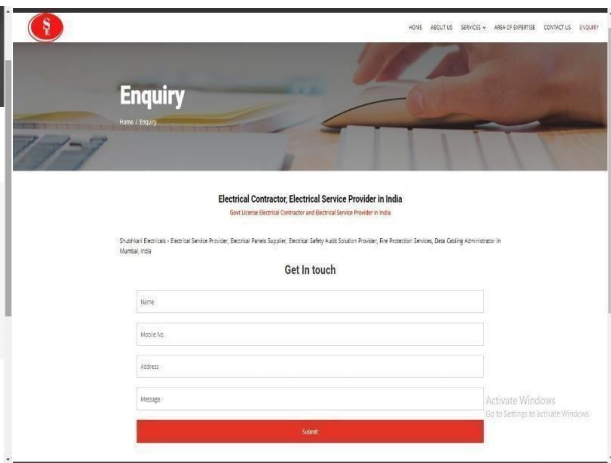 HOME ABOUT US SERVICES AREA OF EXPERTISE CONTACT US ENQUIRY
Enquiry
Home / Enquiry
Electrical Contractor, Electrical Service Provider in India
Govt License Electrical Contractor and Electrical Service Provider in India
Shubhlaxmi Electricals - Electrical Service Provider, Electrical Panels Supplier, Electrical Safety Audit Solution Provider, Fire Protection Services, Data Cabling Administrator in
Mumbai, India
Get In touch
Name
Mobile No.
Address
Message
Submit
Activate Windows
Go to Settings to activate Windows.